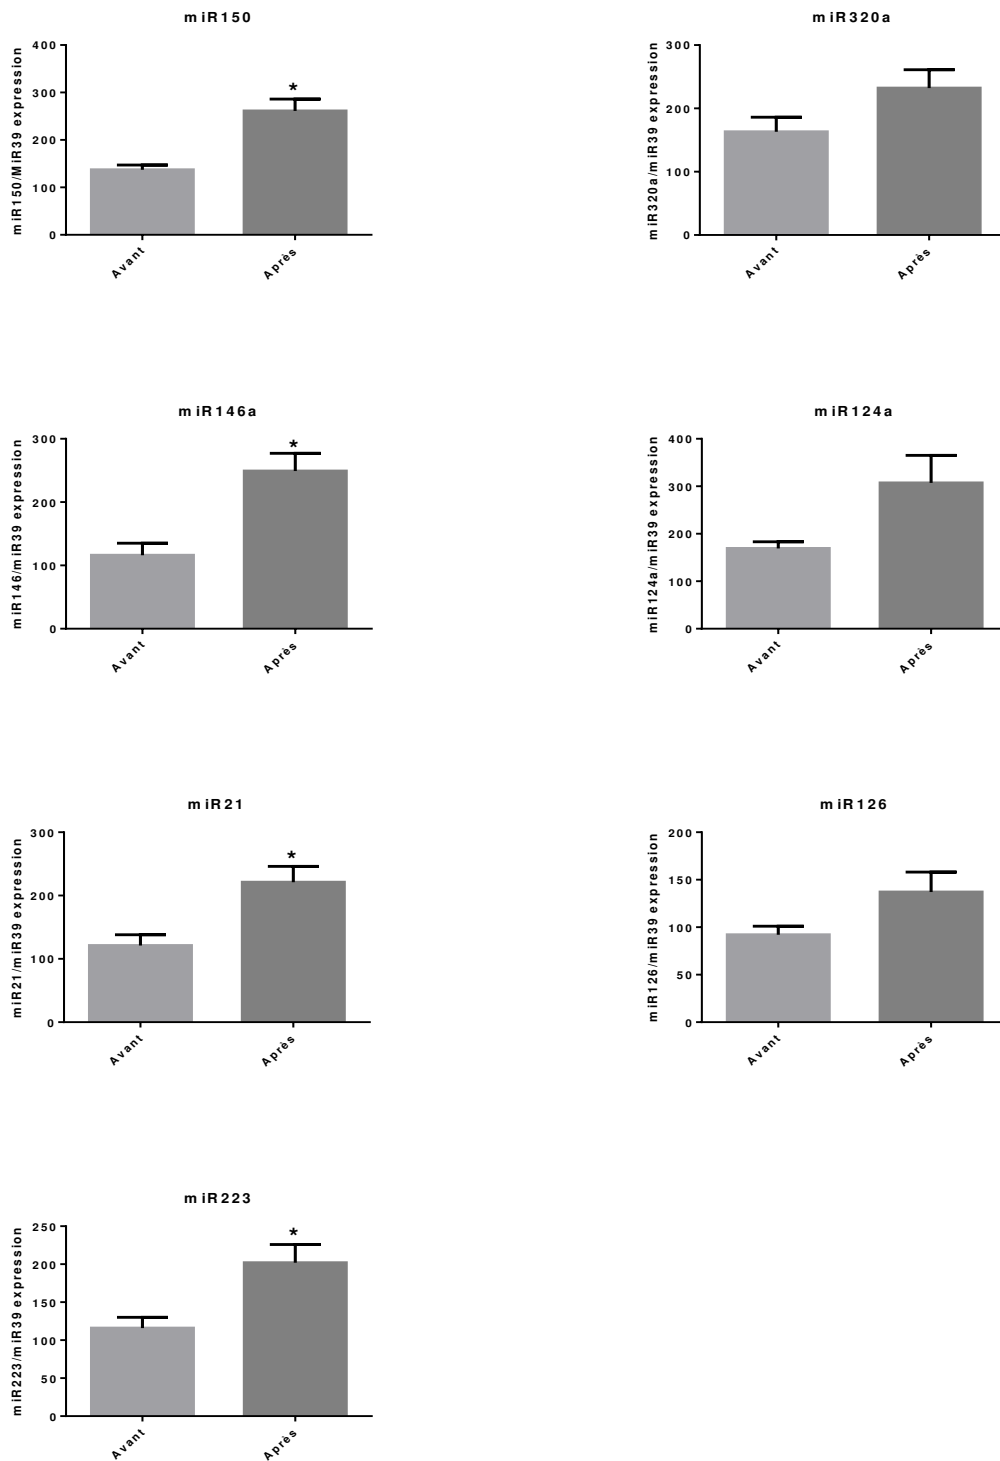 miR150
miR150/MiR39 expression
400
300
200
100
0
*
Avant
Après
miR320a
miR320a/miR39 expression
300
200
100
0
Avant
Après
miR146a
miR146/miR39 expression
300
200
100
0
*
Avant
Après
miR124a
miR124a/miR39 expression
400
300
200
100
0
Avant
Après
miR21
miR21/miR39 expression
300
200
100
0
*
Avant
Après
miR126
miR126/miR39 expression
200
150
100
50
0
Avant
Après
miR223
miR223/miR39 expression
250
200
150
100
50
0
*
Avant
Après